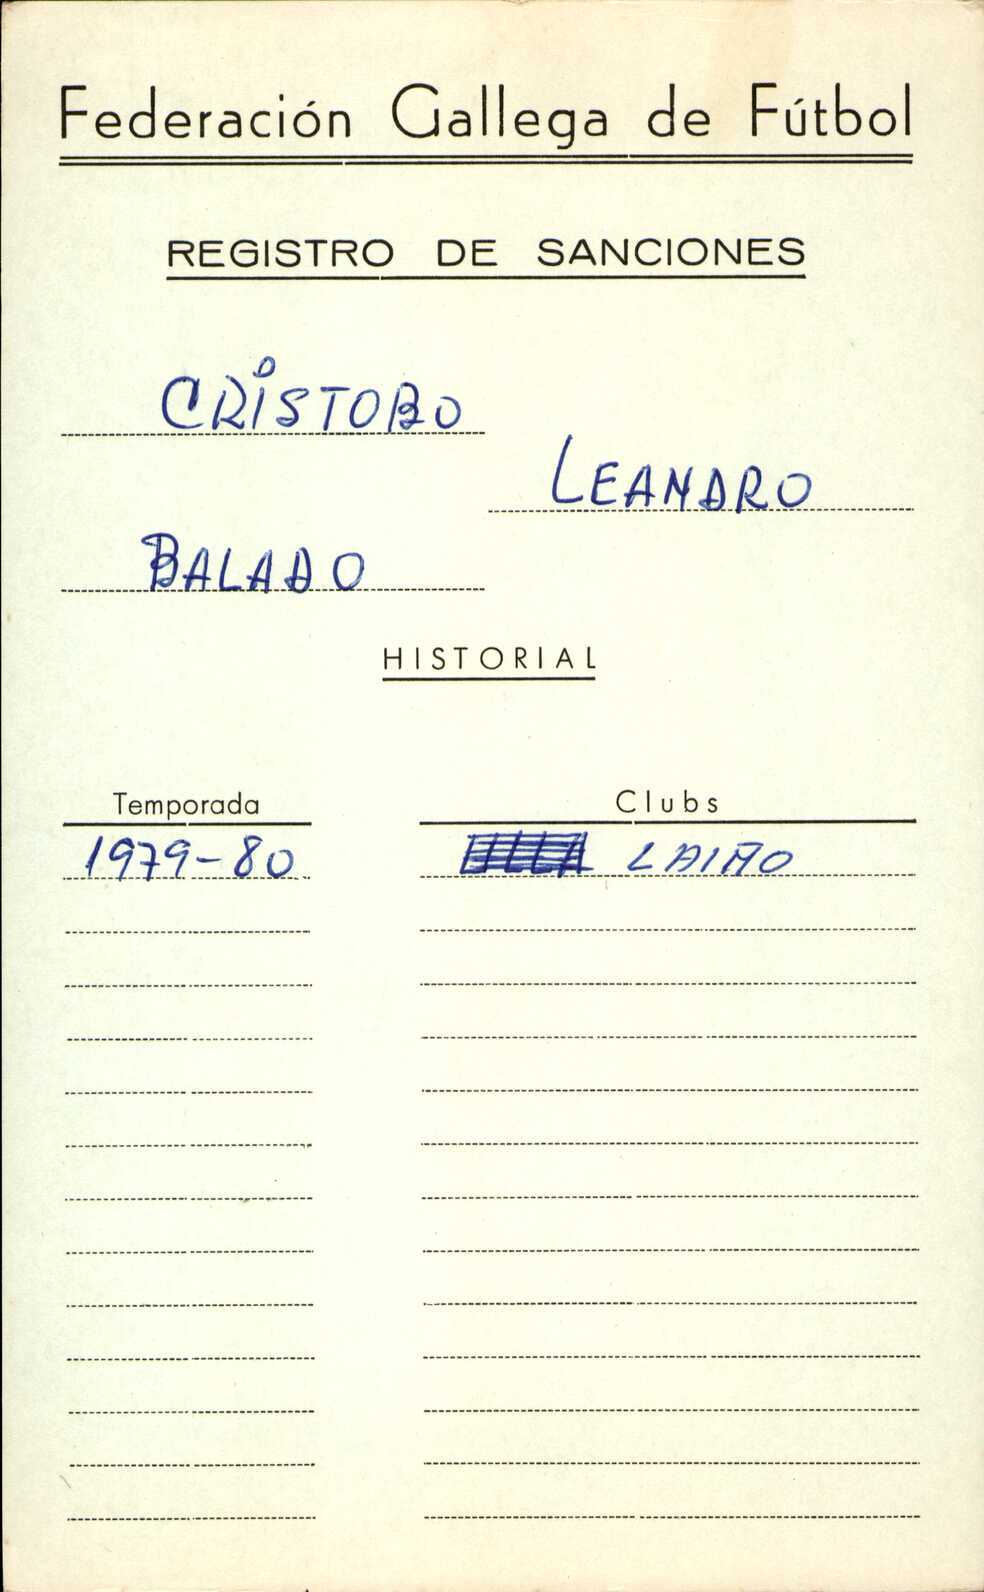 Federación Gallega de Fútbol
REGISTRO DE SANCIONES
CRISTOBO
LEANDRO
BALADO
HISTORIAL
Temporada Clubs
1979-80 LAIÑO